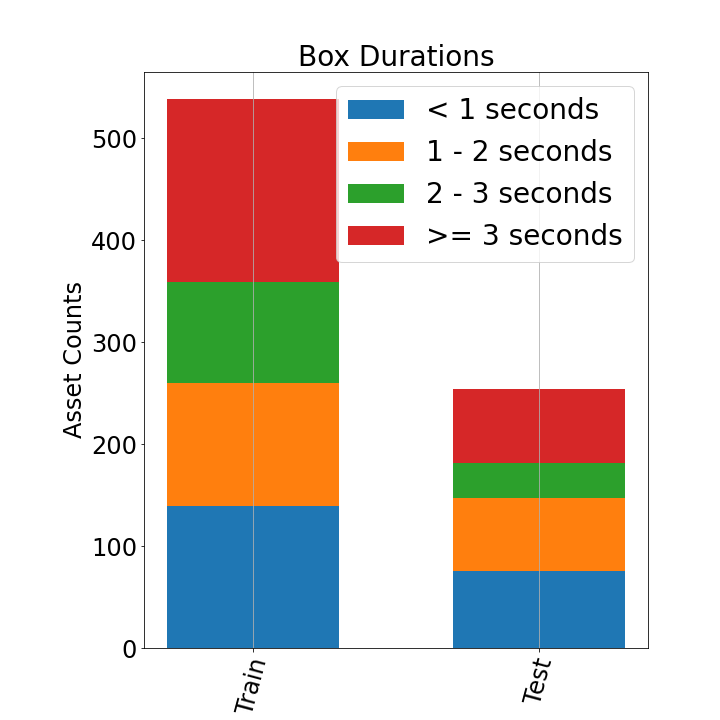 Box Durations
< 1 seconds
1 - 2 seconds
2 - 3 seconds
>= 3 seconds
Asset Counts
500
400
300
200
100
0
Train
Test